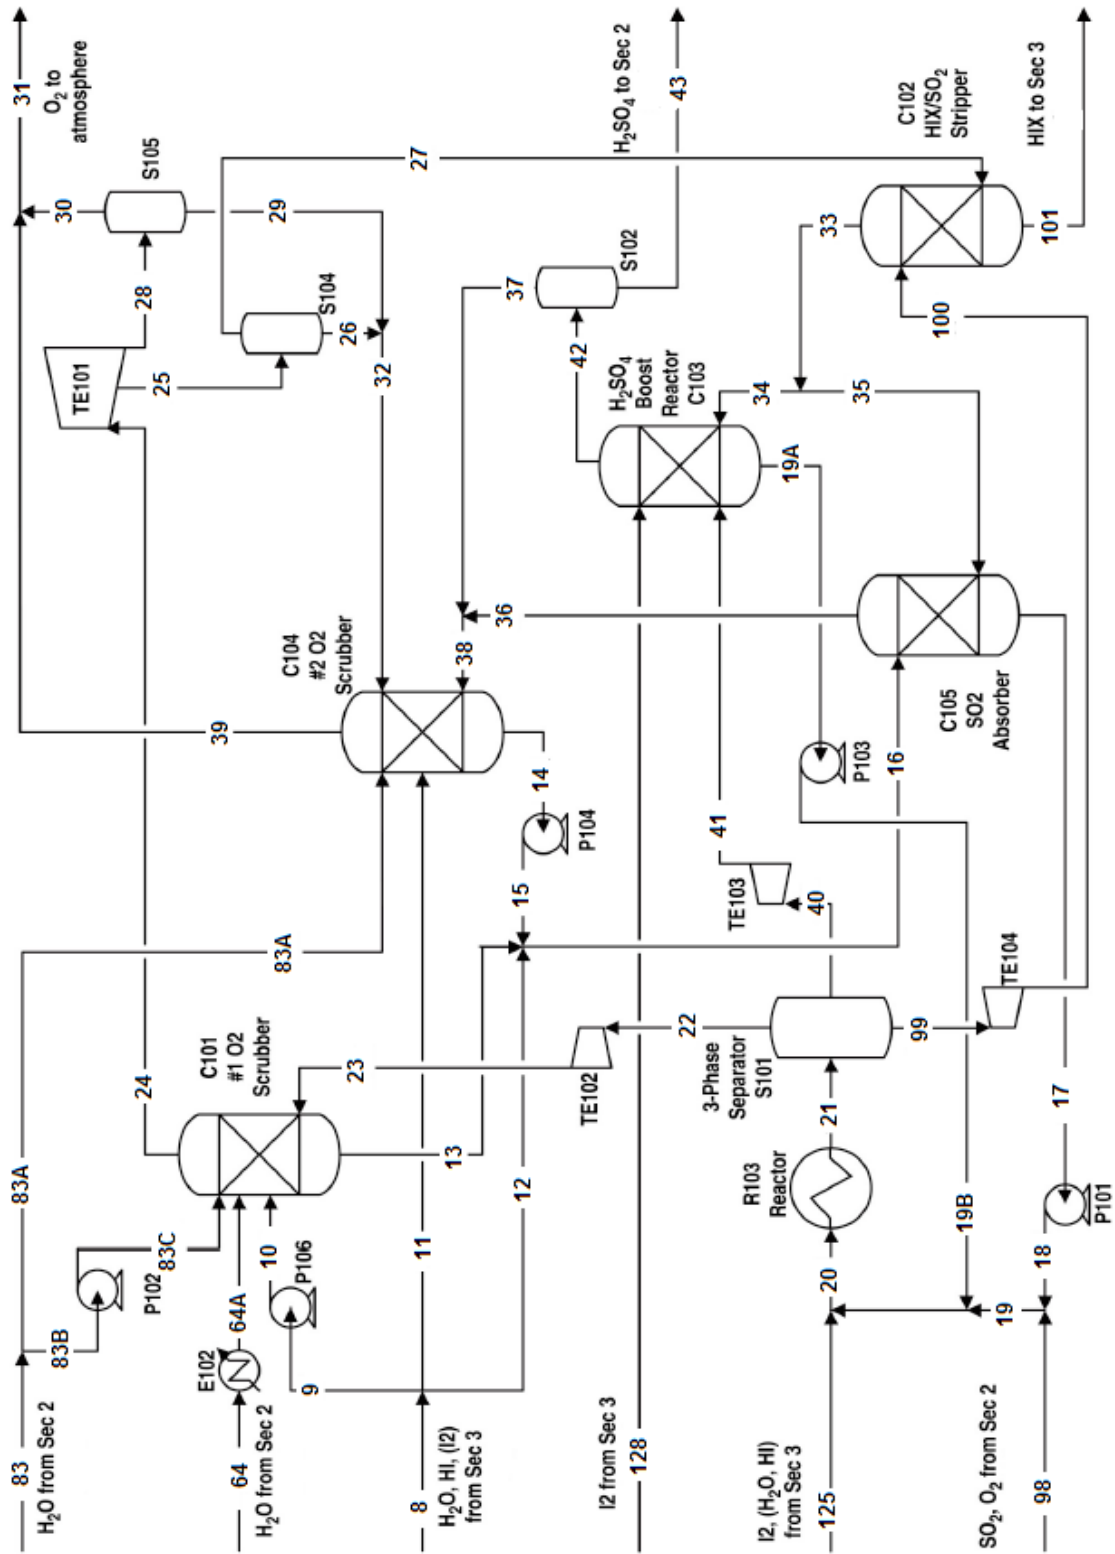 83
H2O from Sec 2
83B
P102
83A
83C
83A
31
O2 to
atmosphere
64
H2O from Sec 2
E102
64A
10
P106
9
C101
#1 O2
Scrubber
24
39
TE101
25
28
30
S105
29
S104
26
27
32
8
H2O, HI, (I2)
from Sec 3
11
12
13
23
TE102
22
15
14
P104
C104
#2 O2
Scrubber
38
36
37
42
S102
H2SO4 to Sec 2
43
I2 from Sec 3
128
41
H2SO4
Boost
Reactor
C103
34
35
19A
I2, (H2O, HI)
from Sec 3
125
20
R103
Reactor
21
3-Phase
Separator
S101
40
TE103
99
TE104
P103
16
C105
SO2
Absorber
33
C102
HIX/SO2
Stripper
100
101
HIX to Sec 3
SO2, O2 from Sec 2
98
19
18
19B
P101
17